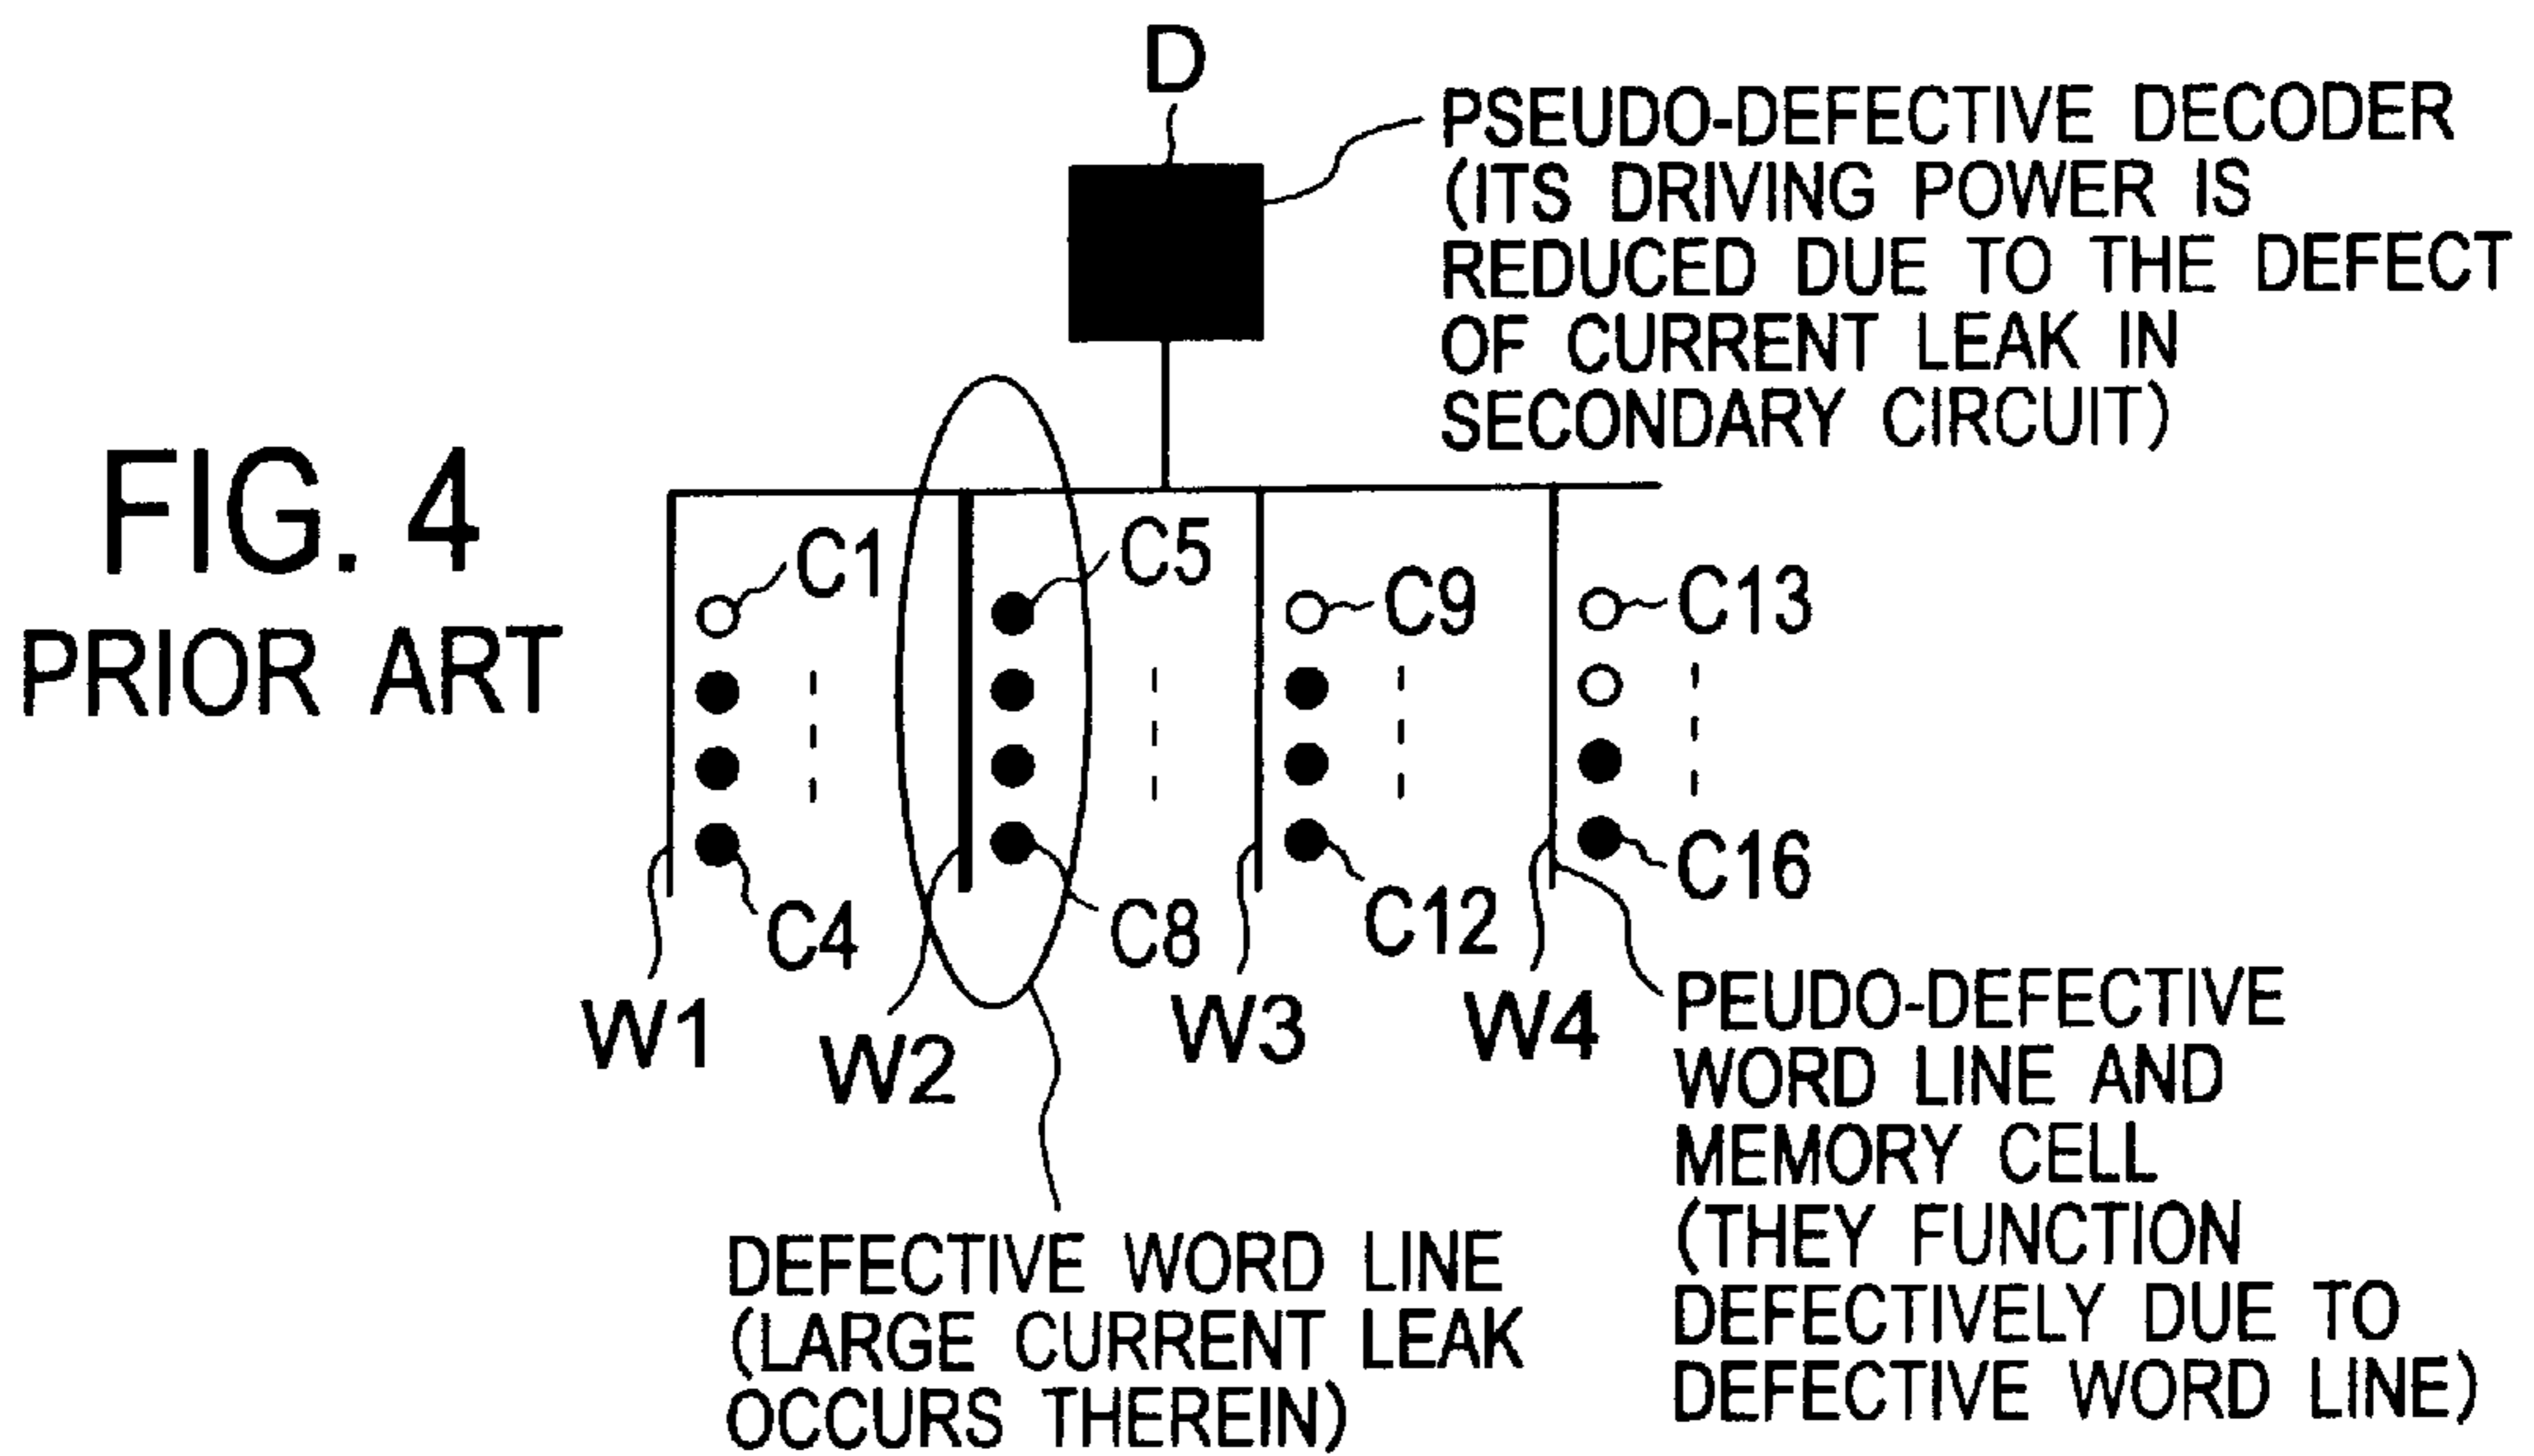 D
PSEUDO-DEFECTIVE DECODER
(ITS DRIVING POWER IS
REDUCED DUE TO THE DEFECT
OF CURRENT LEAK IN
SECONDARY CIRCUIT)
FIG. 4
PRIOR ART
C1
C5
C9
C13
C4
C8
C12
C16
W1
W2
W3
W4
PEUDO-DEFECTIVE
WORD LINE AND
MEMORY CELL
(THEY FUNCTION
DEFECTIVELY DUE TO
DEFECTIVE WORD LINE)
DEFECTIVE WORD LINE
(LARGE CURRENT LEAK
OCCURS THEREIN)